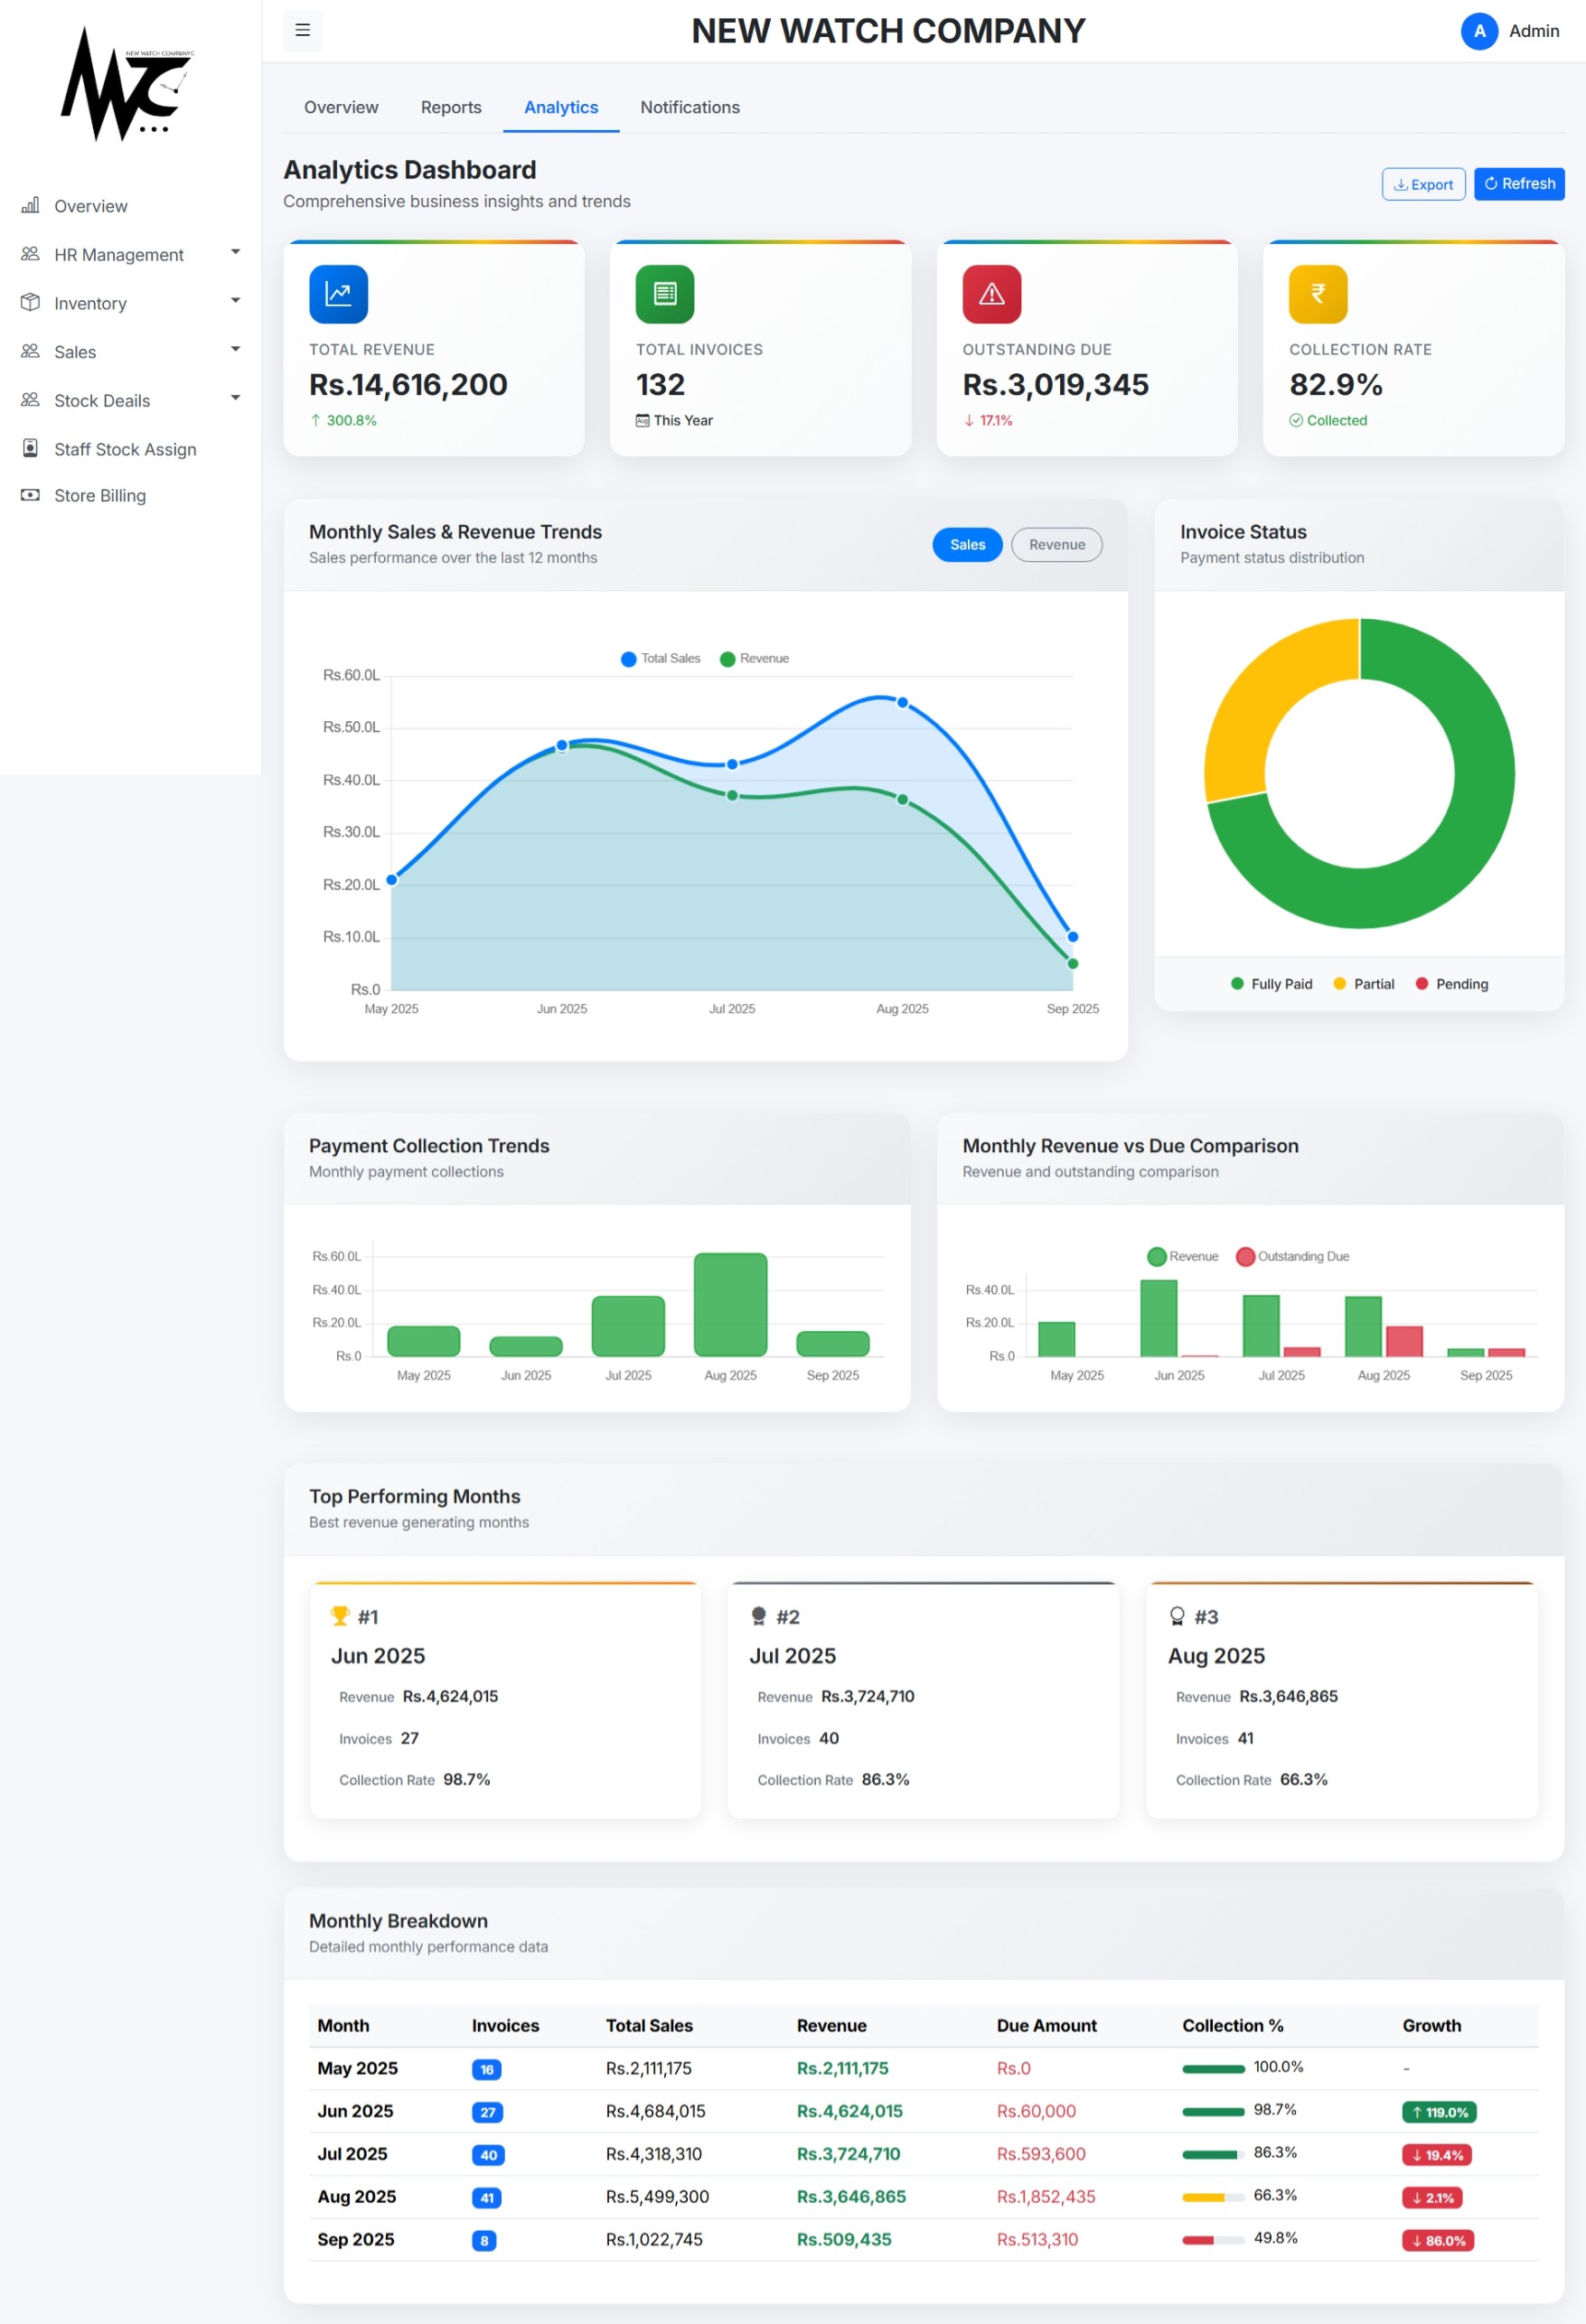 NEW WATCH COMPANYC
NEW WATCH COMPANY
A Admin
Overview
HR Management
Inventory
Sales
Stock Deails
Staff Stock Assign
Store Billing
Overview Reports Analytics Notifications
Analytics Dashboard
Comprehensive business insights and trends
Export Refresh
TOTAL REVENUE
Rs.14,616,200
↑ 300.8%
TOTAL INVOICES
132
This Year
OUTSTANDING DUE
Rs.3,019,345
↓ 17.1%
₹
COLLECTION RATE
82.9%
Collected
Monthly Sales & Revenue Trends
Sales performance over the last 12 months
Sales Revenue
Total Sales Revenue
Rs.60.0L
Rs.50.0L
Rs.40.0L
Rs.30.0L
Rs.20.0L
Rs.10.0L
Rs.0
May 2025 Jun 2025 Jul 2025 Aug 2025 Sep 2025
Invoice Status
Payment status distribution
Fully Paid Partial Pending
Payment Collection Trends
Monthly payment collections
Rs.60.0L
Rs.40.0L
Rs.20.0L
Rs.0
May 2025 Jun 2025 Jul 2025 Aug 2025 Sep 2025
Monthly Revenue vs Due Comparison
Revenue and outstanding comparison
Revenue Outstanding Due
Rs.40.0L
Rs.20.0L
Rs.0
May 2025 Jun 2025 Jul 2025 Aug 2025 Sep 2025
Top Performing Months
Best revenue generating months
#1
Jun 2025
Revenue Rs.4,624,015
Invoices 27
Collection Rate 98.7%
#2
Jul 2025
Revenue Rs.3,724,710
Invoices 40
Collection Rate 86.3%
#3
Aug 2025
Revenue Rs.3,646,865
Invoices 41
Collection Rate 66.3%
Monthly Breakdown
Detailed monthly performance data
Month Invoices Total Sales Revenue Due Amount Collection % Growth
May 2025 16 Rs.2,111,175 Rs.2,111,175 Rs.0 100.0% -
Jun 2025 27 Rs.4,684,015 Rs.4,624,015 Rs.60,000 98.7% ↑ 119.0%
Jul 2025 40 Rs.4,318,310 Rs.3,724,710 Rs.593,600 86.3% ↓ 19.4%
Aug 2025 41 Rs.5,499,300 Rs.3,646,865 Rs.1,852,435 66.3% ↓ 2.1%
Sep 2025 8 Rs.1,022,745 Rs.509,435 Rs.513,310 49.8% ↓ 86.0%